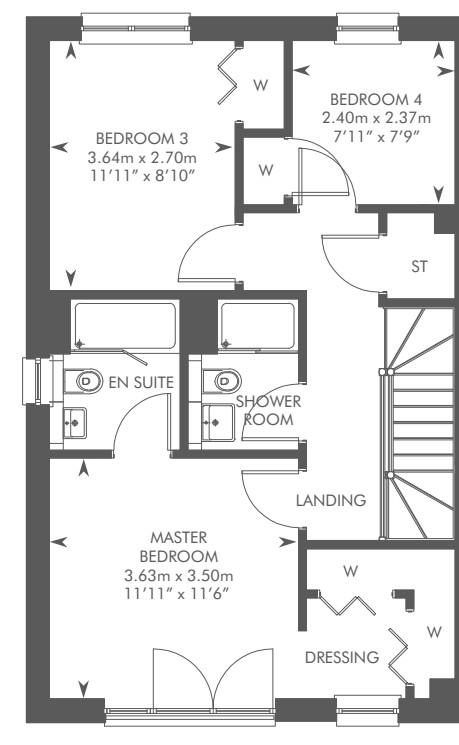 W
BEDROOM 4
2.40m x 2.37m
7'11” x 7'9”
BEDROOM 3
3.64m x 2.70m
11'11” x 8'10”
W
ST
EN SUITE
SHOWER
ROOM
LANDING
MASTER
BEDROOM
3.63m x 3.50m
11'11” x 11'6”
W
W
DRESSING